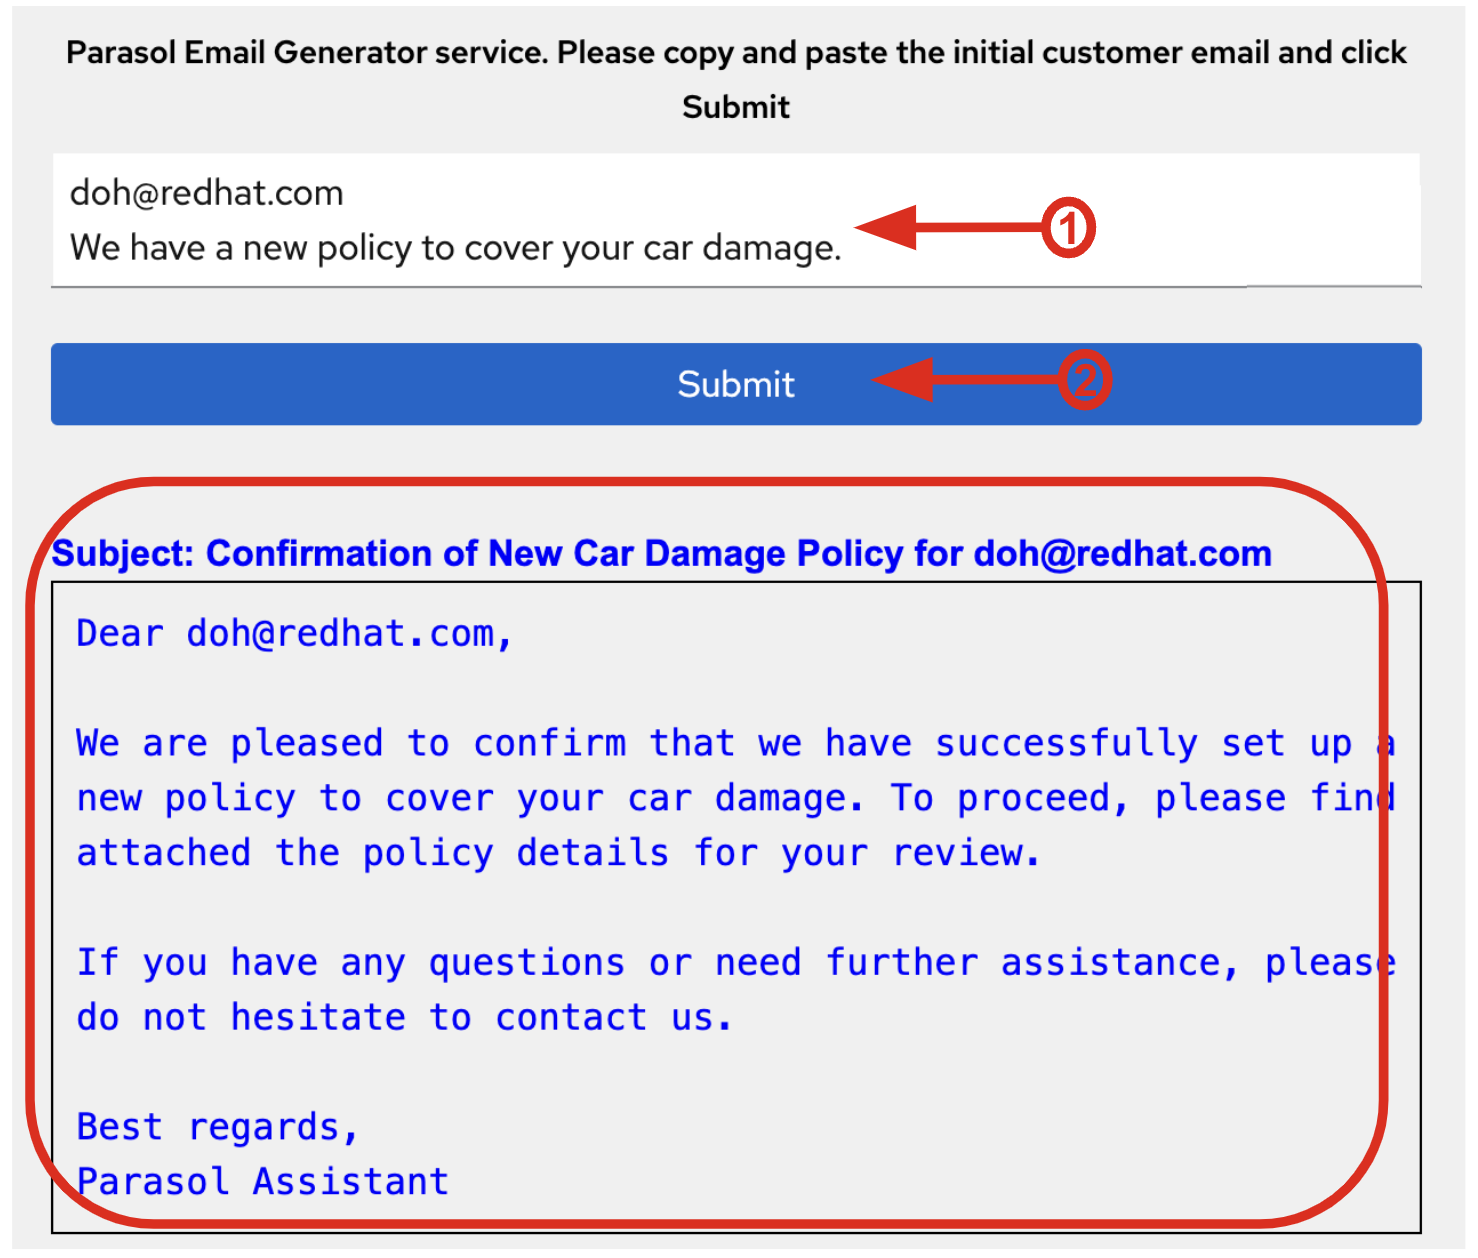 Parasol Email Generator service. Please copy and paste the initial customer email and click
Submit
doh@redhat.com
We have a new policy to cover your car damage.
1
Submit
2
Subject: Confirmation of New Car Damage Policy for doh@redhat.com
Dear doh@redhat.com,
We are pleased to confirm that we have successfully set up a
new policy to cover your car damage. To proceed, please find
attached the policy details for your review.
If you have any questions or need further assistance, please
do not hesitate to contact us.
Best regards,
Parasol Assistant